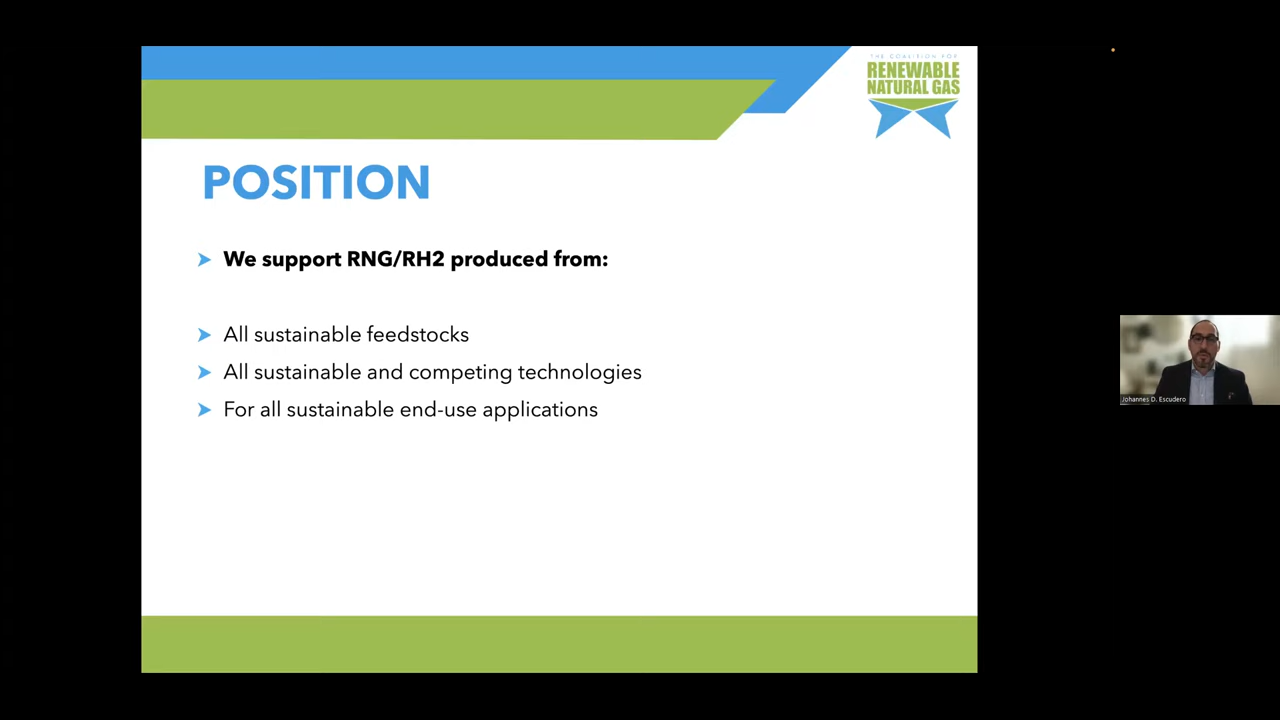 THE COALITION FOR
RENEWABLE
NATURAL GAS
POSITION
We support RNG/RH2 produced from:
All sustainable feedstocks
All sustainable and competing technologies
For all sustainable end-use applications
Johannes D. Escudero